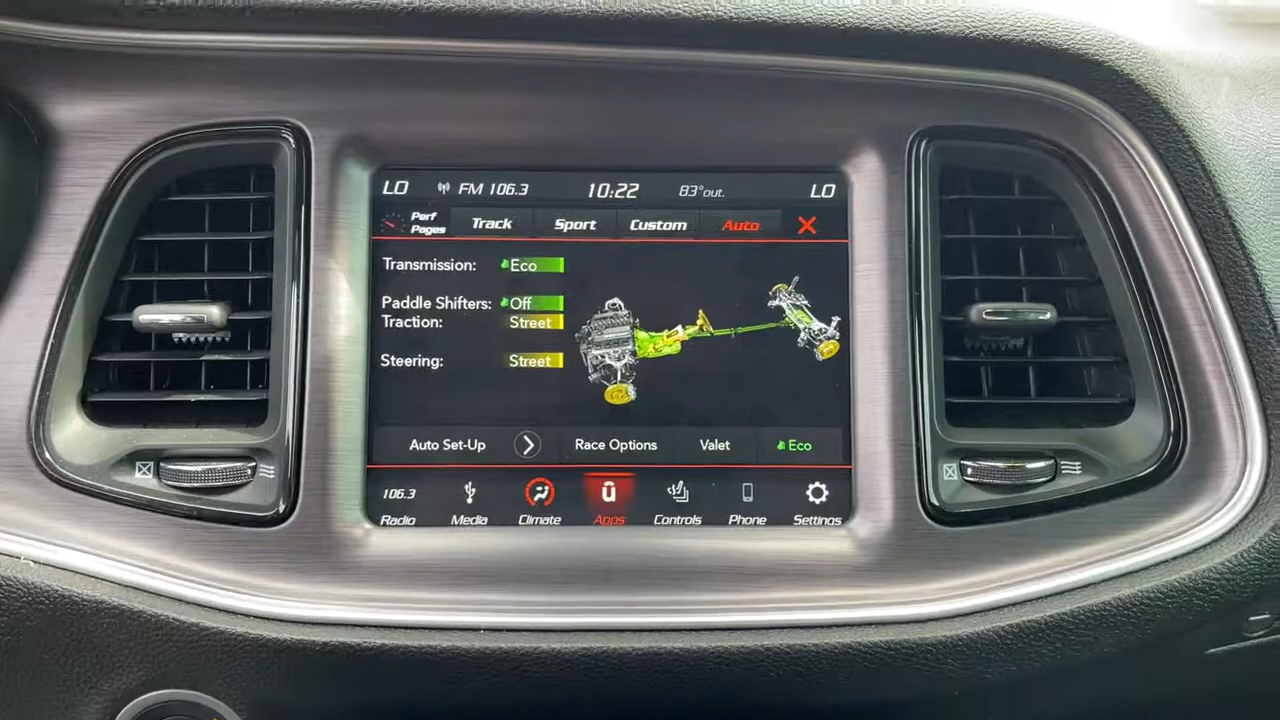 LO FM 106.3 10:22 83°out. LO
Perf Pages Track Sport Custom Auto
Transmission: Eco
Paddle Shifters: Off
Traction: Street
Steering: Street
Auto Set-Up Race Options Valet Eco
106.3
Radio Media Climate Apps Controls Phone Settings